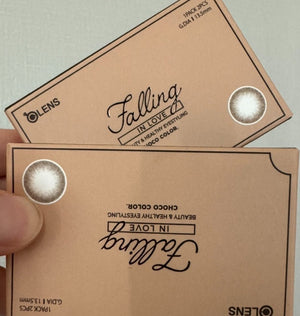 1PACK 2PCS
G.DIA ⌀ 13.5mm
OLENS
Falling
IN LOVE
BEAUTY & HEALTHY EYESTYLING
CHOCO COLOR.
Falling
IN LOVE
BEAUTY & HEALTHY EYESTYLING
CHOCO COLOR.
1PACK 2PCS
G.DIA ⌀ 13.5mm
OLENS